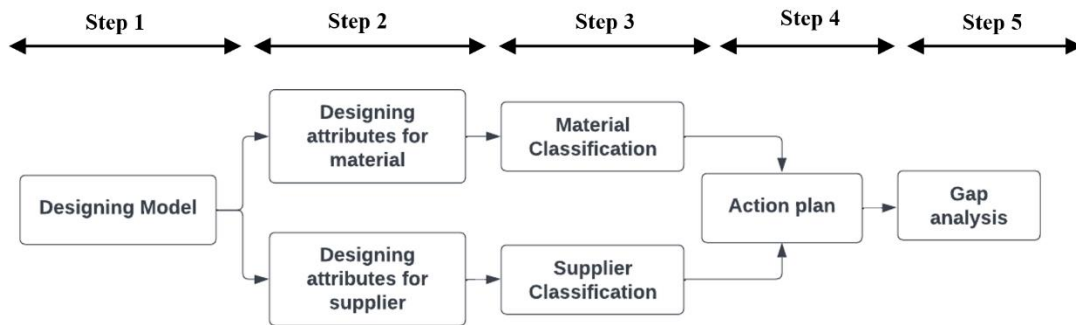 Step 1 Step 2 Step 3 Step 4 Step 5
Designing
attributes for
material
Material
Classification
Designing Model
Action plan
Gap
analysis
Designing
attributes for
supplier
Supplier
Classification